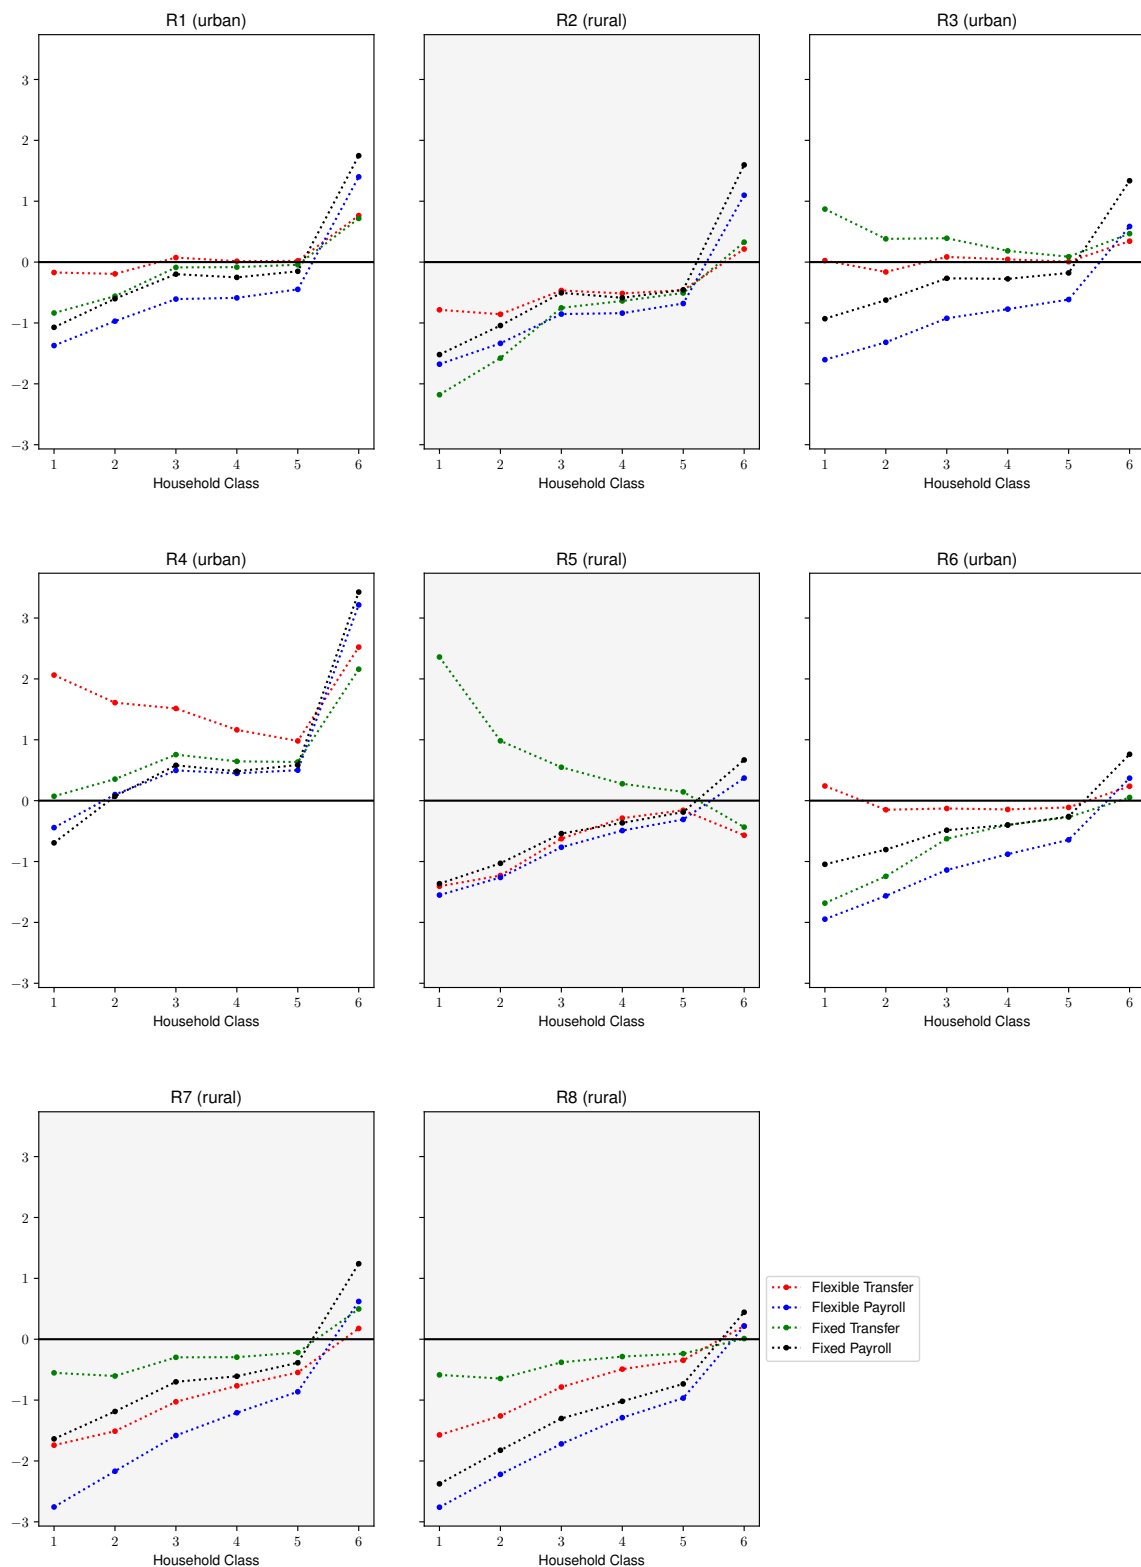 R1 (urban)
R2 (rural)
R3 (urban)
3
2
1
0
−1
−2
−3
1 2 3 4 5 6
1 2 3 4 5 6
1 2 3 4 5 6
Household Class
Household Class
Household Class
R4 (urban)
R5 (rural)
R6 (urban)
3
2
1
0
−1
−2
−3
1 2 3 4 5 6
1 2 3 4 5 6
1 2 3 4 5 6
Household Class
Household Class
Household Class
R7 (rural)
R8 (rural)
3
2
1
0
−1
−2
−3
1 2 3 4 5 6
1 2 3 4 5 6
Household Class
Household Class
Flexible Transfer
Flexible Payroll
Fixed Transfer
Fixed Payroll